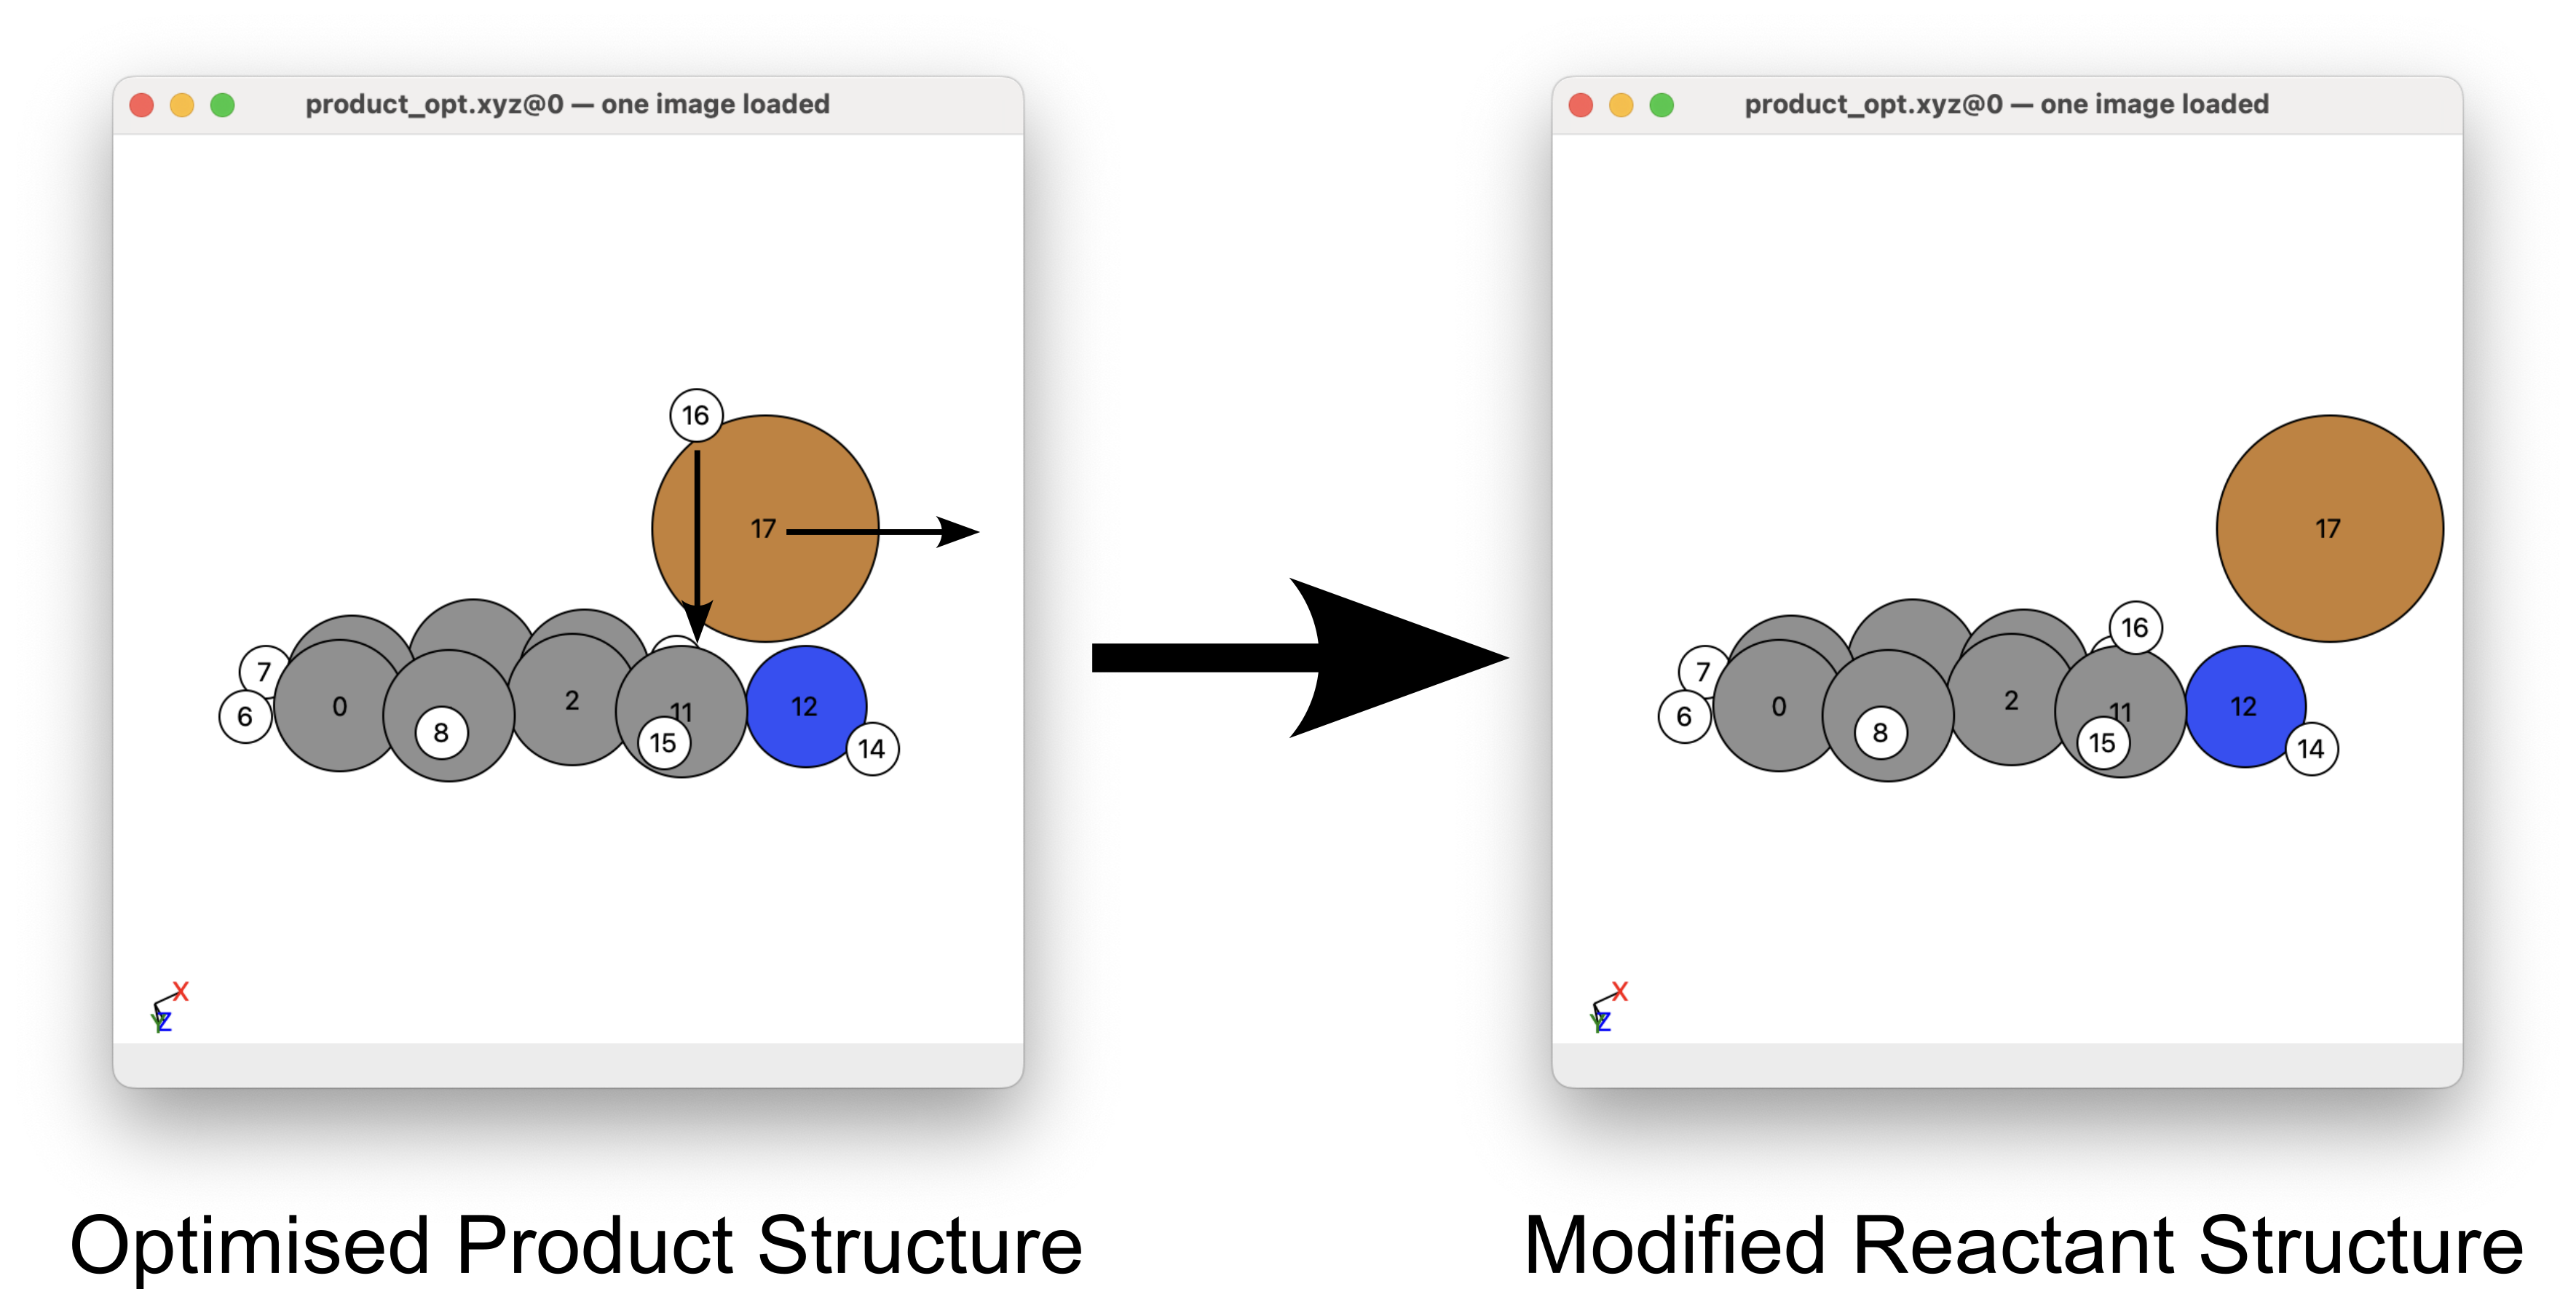 product_opt.xyz@0 — one image loaded
16
17
7
6
0
8
2
11
15
12
14
X
Y
Z
Optimised Product Structure
product_opt.xyz@0 — one image loaded
17
16
7
6
0
8
2
11
15
12
14
X
Y
Z
Modified Reactant Structure